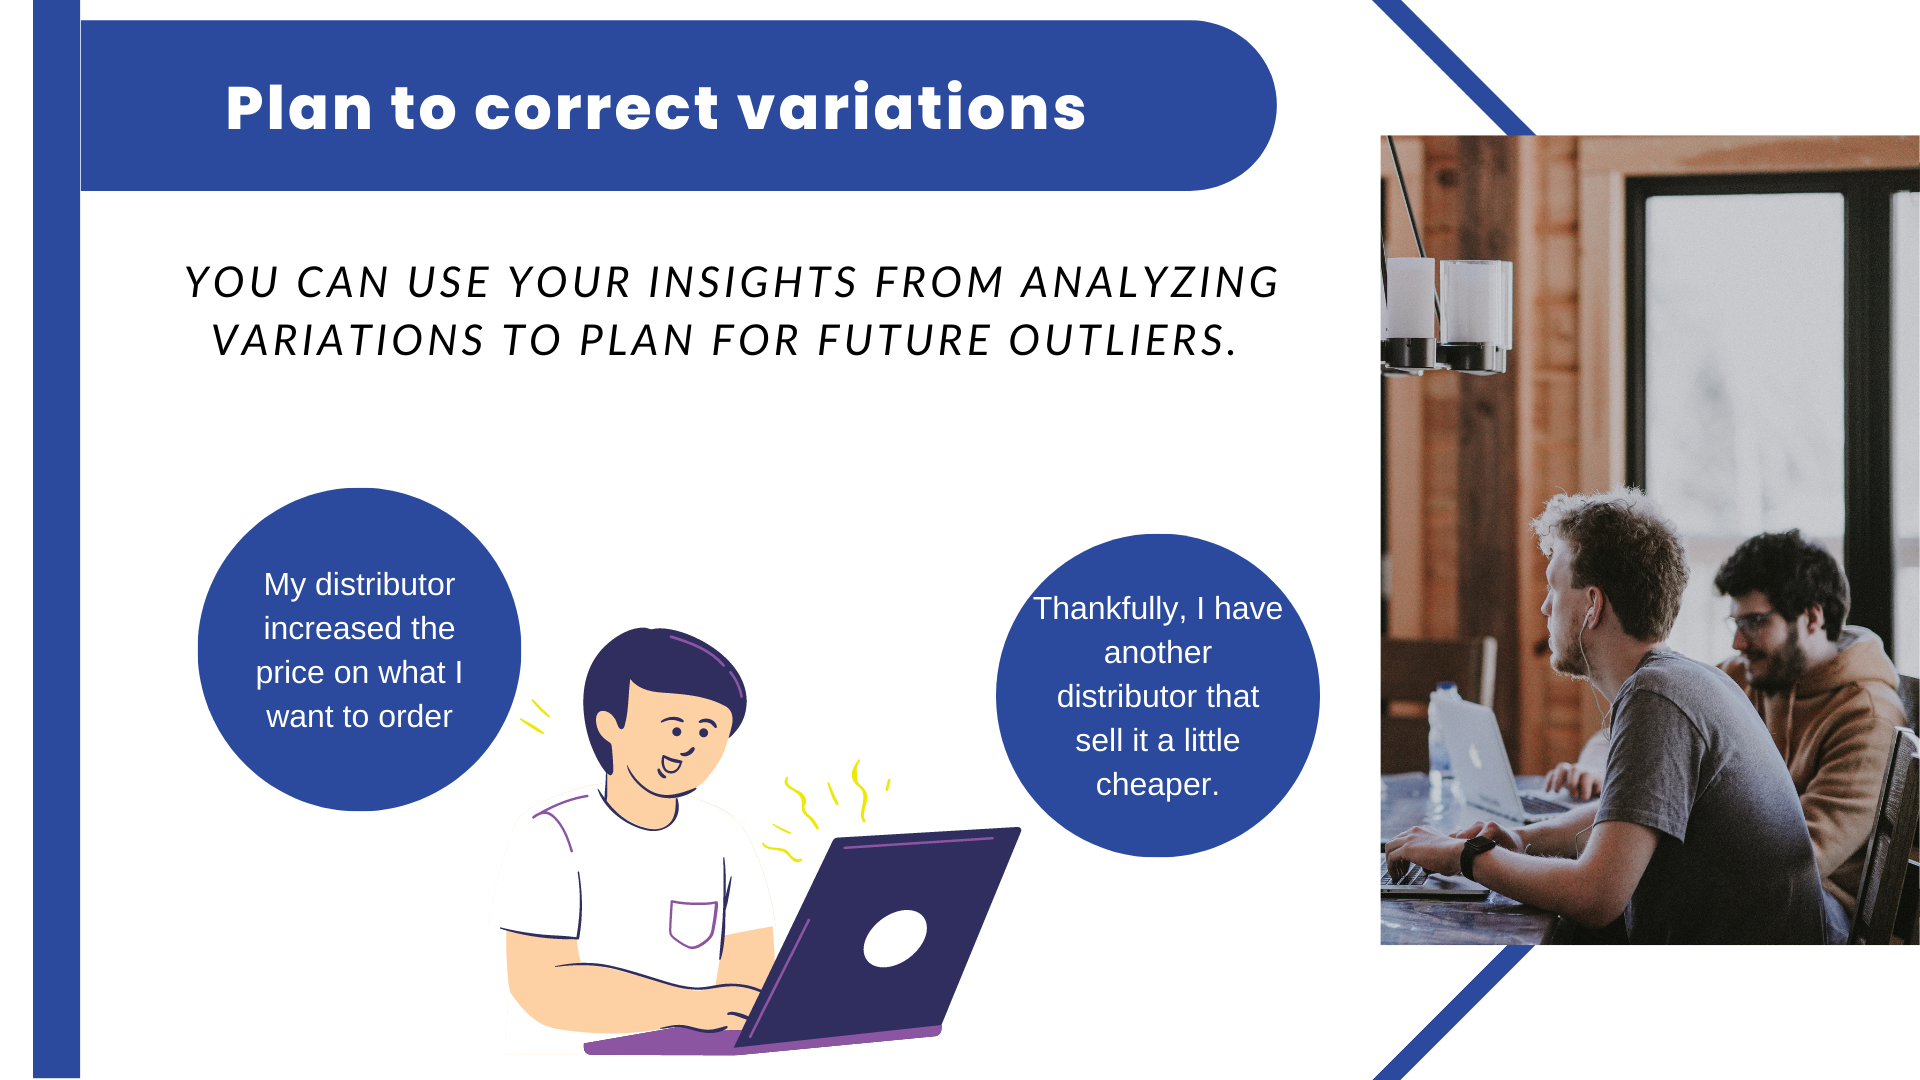 Plan to correct variations
YOU CAN USE YOUR INSIGHTS FROM ANALYZING
VARIATIONS TO PLAN FOR FUTURE OUTLIERS.
My distributor
increased the
price on what I
want to order
Thankfully, I have
another
distributor that
sell it a little
cheaper.